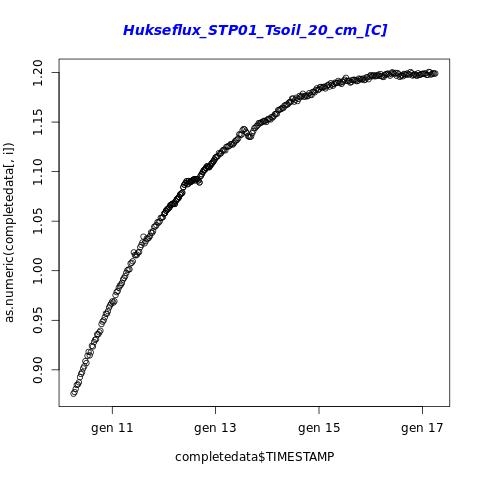 Hukseflux_STP01_Tsoil_20_cm_[C]
as.numeric(completedata[, i])
1.20
1.15
1.10
1.05
1.00
0.95
0.90
gen 11 gen 13 gen 15 gen 17
completedata$TIMESTAMP